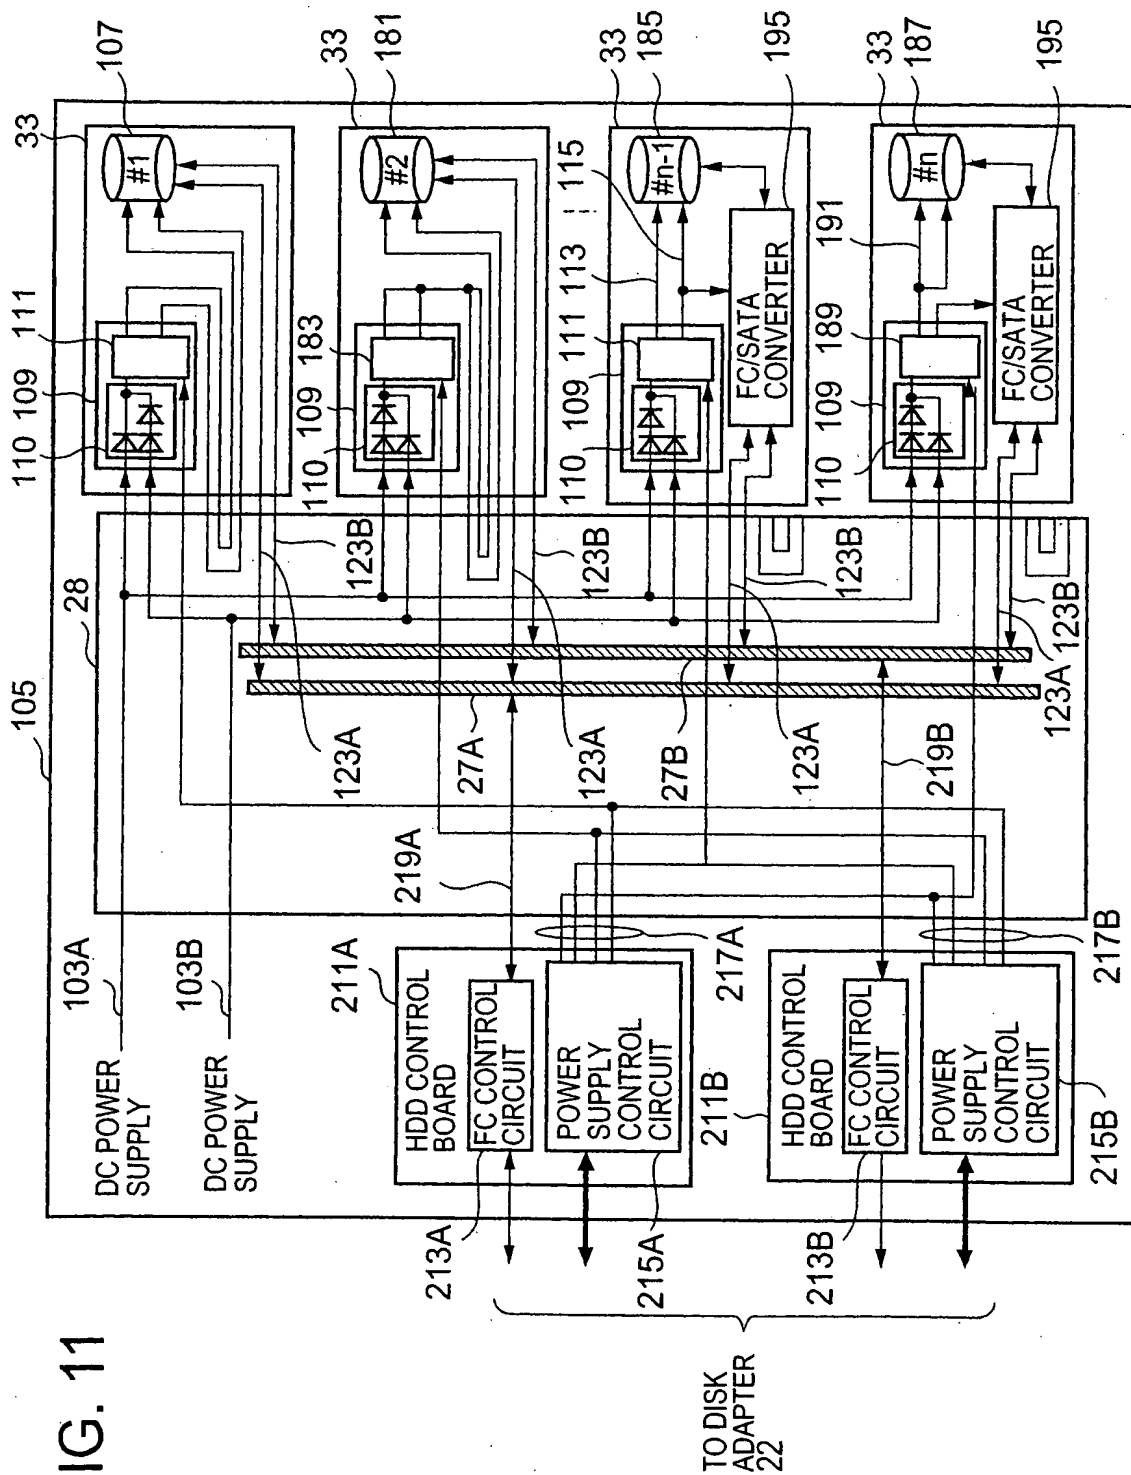 IG. 11
105
28
103A
DC POWER
SUPPLY
103B
DC POWER
SUPPLY
110
109
111
33
107
#1
123A
123B
110
109
183
33
181
#2
123A
123B
110
109
111
113
115
33
185
#n-1
195
FC/SATA
CONVERTER
123A
123B
110
109
189
191
33
187
#n
195
FC/SATA
CONVERTER
123A
123B
27A
27B
219A
219B
211A
HDD CONTROL
BOARD
FC CONTROL
CIRCUIT
POWER
SUPPLY
CONTROL
CIRCUIT
217A
213A
215A
211B
HDD CONTROL
BOARD
FC CONTROL
CIRCUIT
POWER
SUPPLY
CONTROL
CIRCUIT
217B
213B
215B
TO DISK
ADAPTER
22